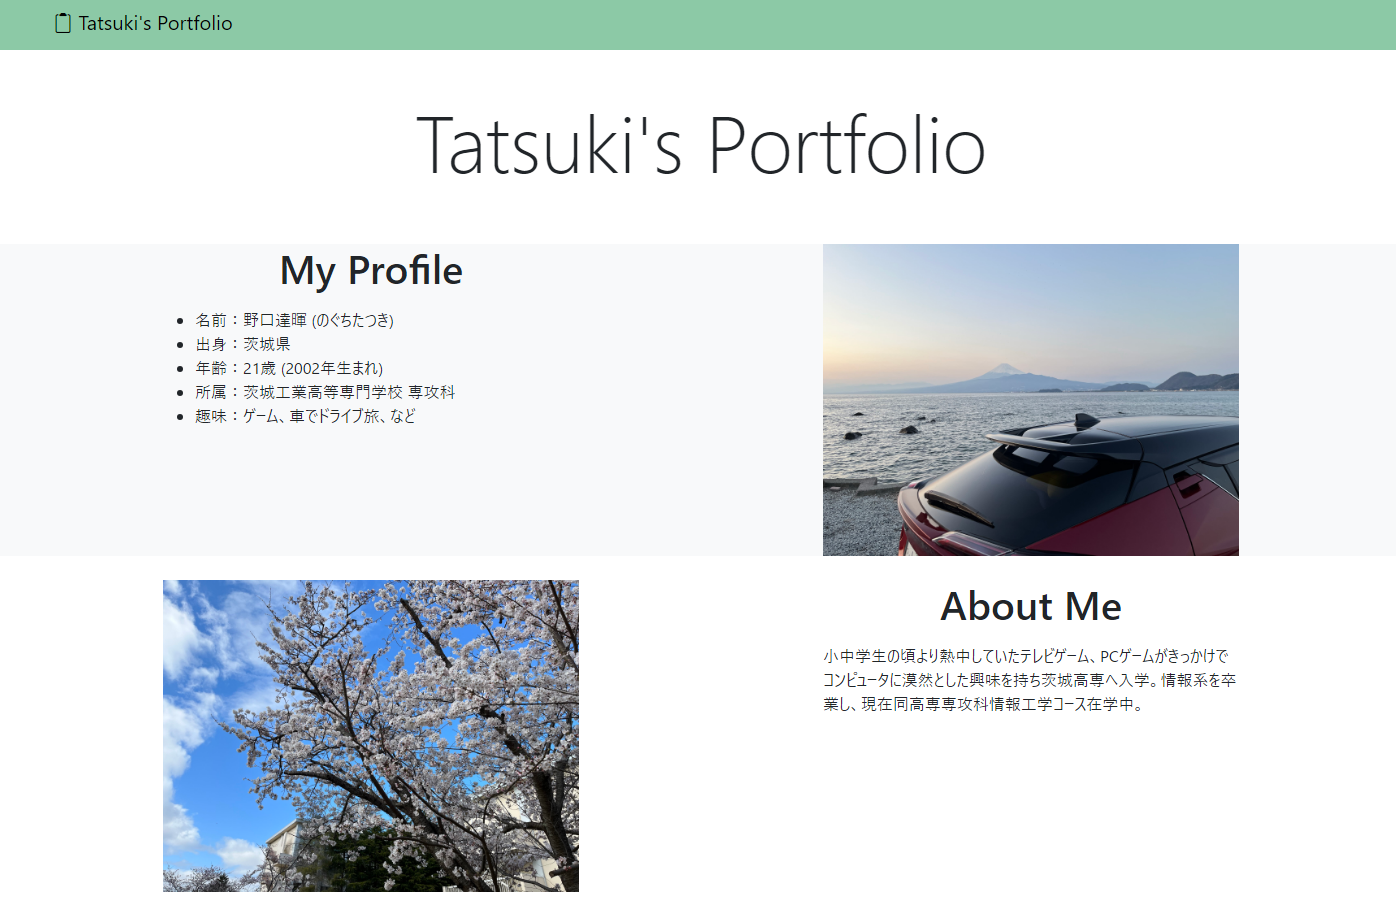 Tatsuki's Portfolio
Tatsuki's Portfolio
My Profile
名前：野口達暉 (のぐちたつき)
出身：茨城県
年齢：21歳 (2002年生まれ)
所属：茨城工業高等専門学校 専攻科
趣味：ゲーム、車でドライブ旅、など
About Me
小中学生の頃より熱中していたテレビゲーム、PCゲームがきっかけで
コンピュータに漠然とした興味を持ち茨城高専へ入学。情報系を卒
業し、現在同高専専攻科情報工学コース在学中。